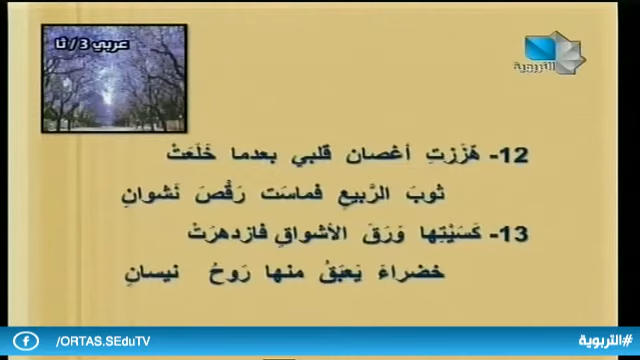 عربي 3 / ثا
التربوية
12- هَزَزتِ أغصان قلبي بعدما خَلَعَتْ
ثوبَ الرَّبيعِ فماسَت رَقْصَ نَشوانِ
13- كَسَيْتِها وَرَقَ الأشواقِ فازدهرَتْ
خضراءَ يَعبَقُ منها رَوحُ نيسانِ
/ORTAS.SEduTV
#التربوية